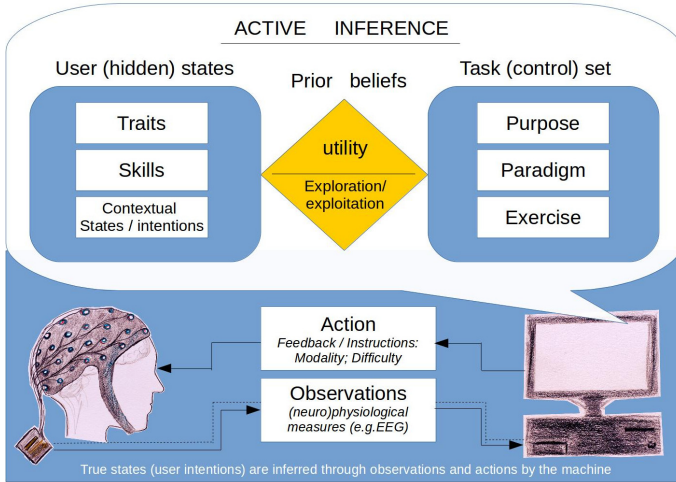 ACTIVE INFERENCE
User (hidden) states
Prior beliefs
Task (control) set
Traits
Skills
Contextual
States / intentions
utility
Exploration/
exploitation
Purpose
Paradigm
Exercise
Action
Feedback / Instructions:
Modality; Difficulty
Observations
(neuro)physiological
measures (e.g.EEG)
True states (user intentions) are inferred through observations and actions by the machine